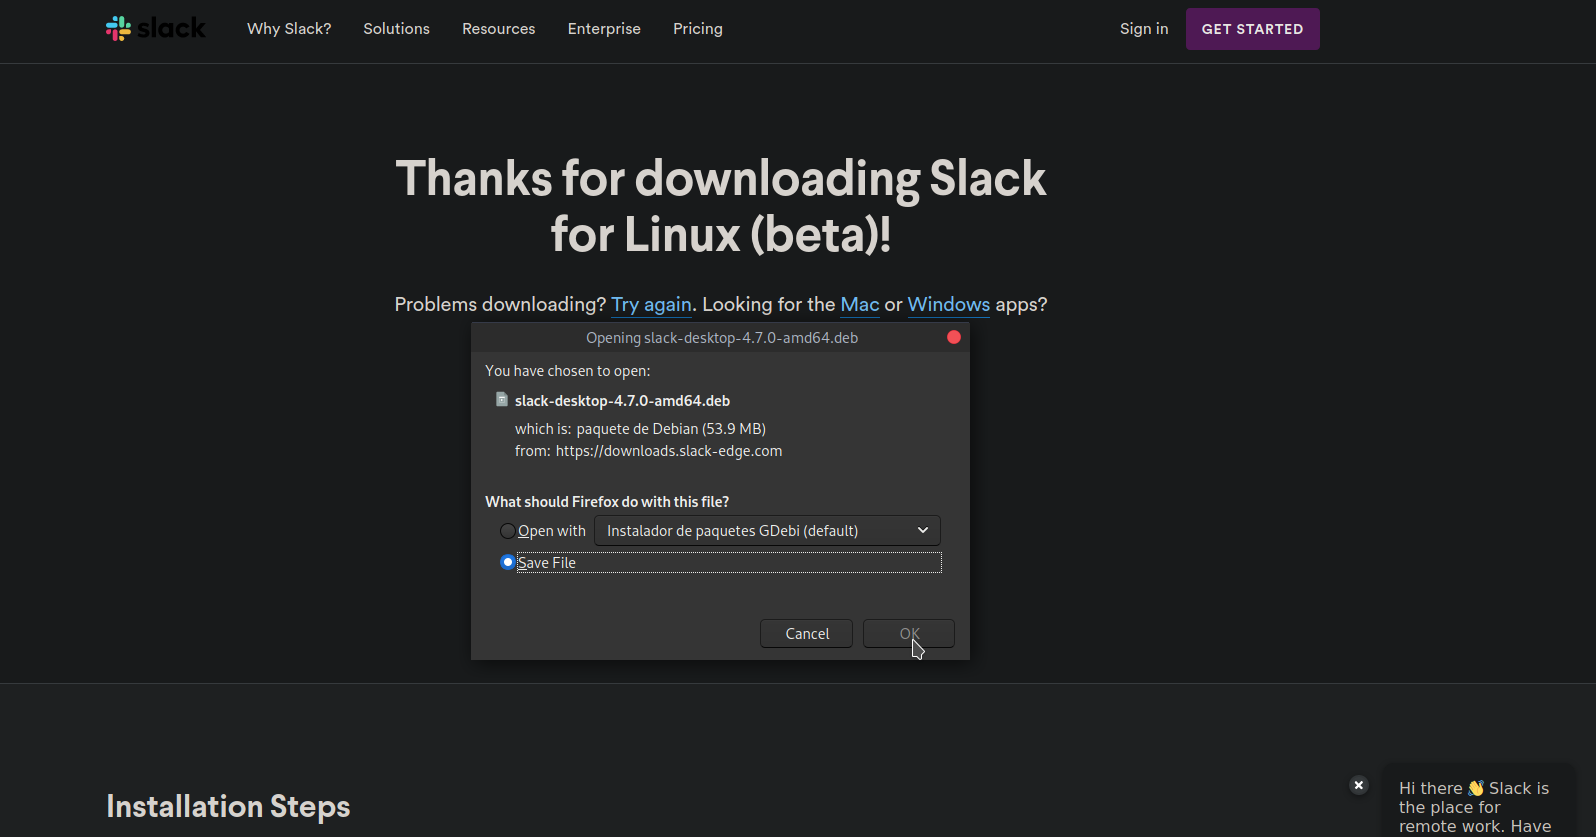 slack
Why Slack?
Solutions
Resources
Enterprise
Pricing
Sign in
GET STARTED
Thanks for downloading Slack
for Linux (beta)!
Problems downloading? Try again. Looking for the Mac or Windows apps?
Opening slack-desktop-4.7.0-amd64.deb
You have chosen to open:
slack-desktop-4.7.0-amd64.deb
which is: paquete de Debian (53.9 MB)
from: https://downloads.slack-edge.com
What should Firefox do with this file?
Open with
Instalador de paquetes GDebi (default)
Save File
Cancel
OK
Installation Steps
Hi there 👋 Slack is
the place for
remote work. Have